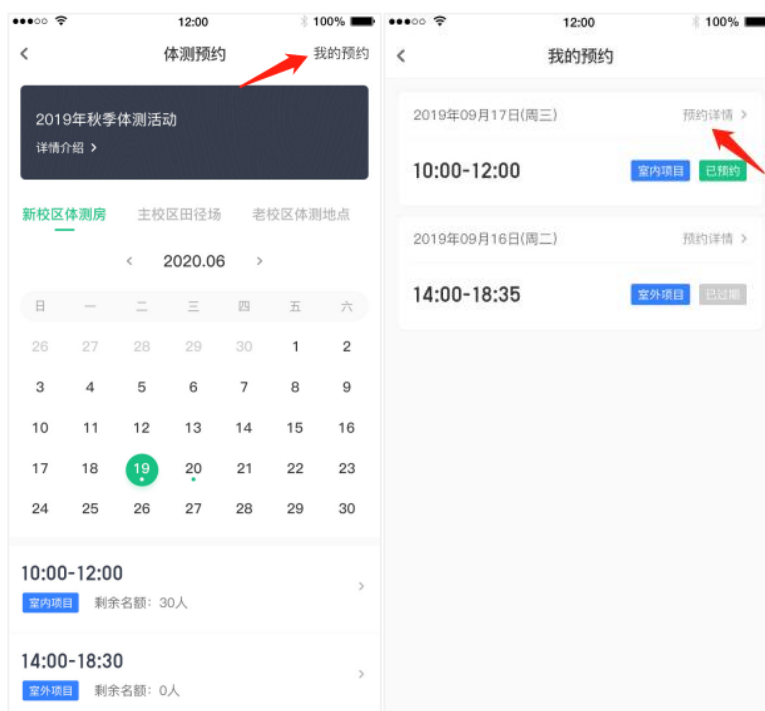 12:00
100%
体测预约
我的预约
2019年秋季体测活动
详情介绍 >
新校区体测房 主校区田径场 老校区体测地点
< 2020.06 >
日 一 二 三 四 五 六
26 27 28 29 30 1 2
3 4 5 6 7 8 9
10 11 12 13 14 15 16
17 18 19 20 21 22 23
24 25 26 27 28 29 30
10:00-12:00
室内项目 剩余名额：30人
14:00-18:30
室外项目 剩余名额：0人
12:00
100%
我的预约
2019年09月17日(周三) 预约详情 >
10:00-12:00 室内项目 已预约
2019年09月16日(周二) 预约详情 >
14:00-18:35 室外项目 已过期